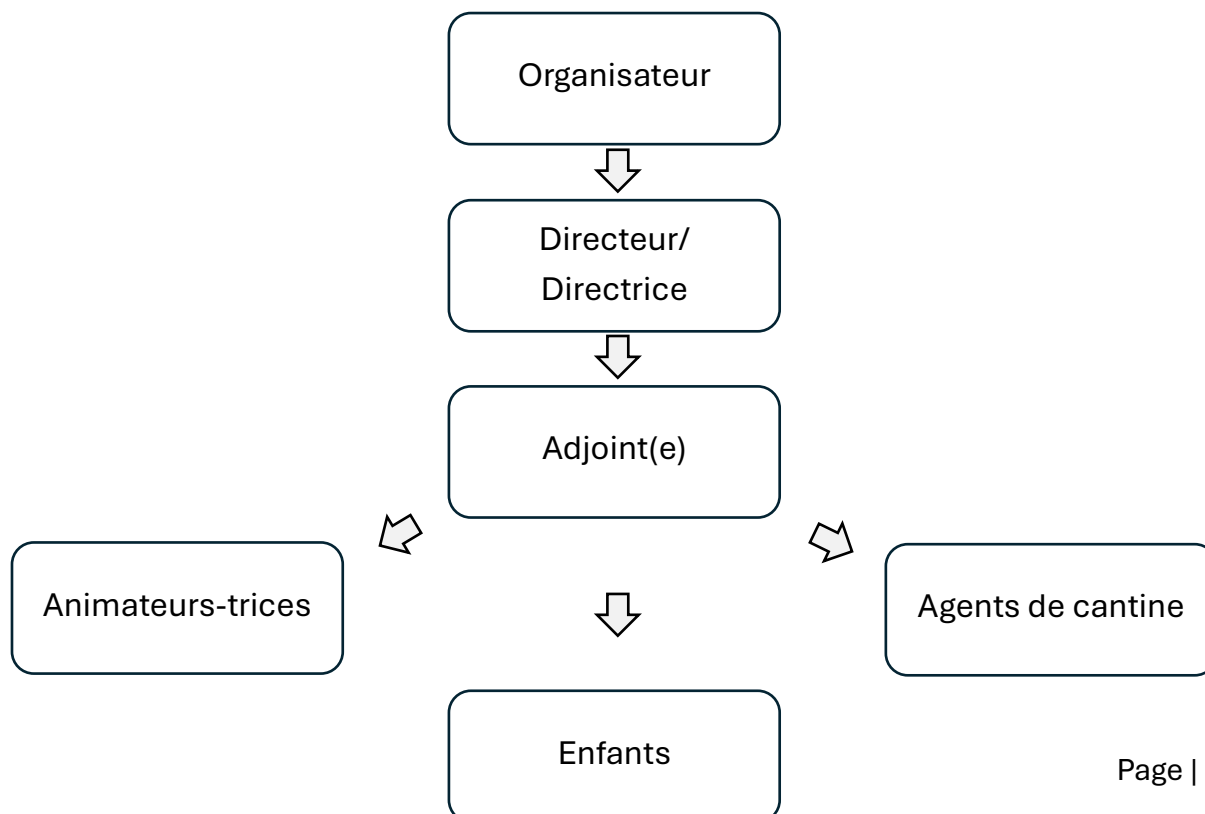 Organisateur
Directeur/
Directrice
Adjoint(e)
Animateurs-trices
Agents de cantine
Enfants
Page |